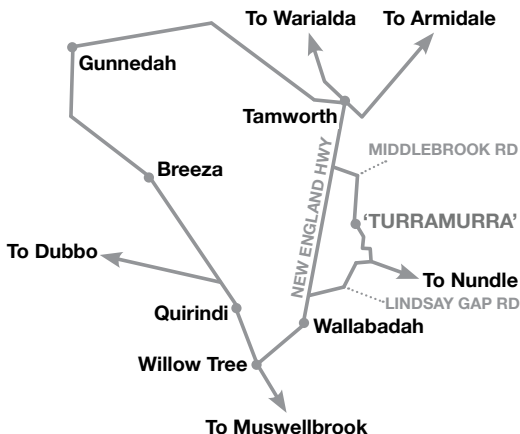 To Warialda
To Armidale
Gunnedah
Tamworth
MIDDLEBROOK RD
NEW ENGLAND HWY
Breeza
'TURRAMURRA'
To Dubbo
To Nundle
LINDSAY GAP RD
Quirindi
Wallabadah
Willow Tree
To Muswellbrook